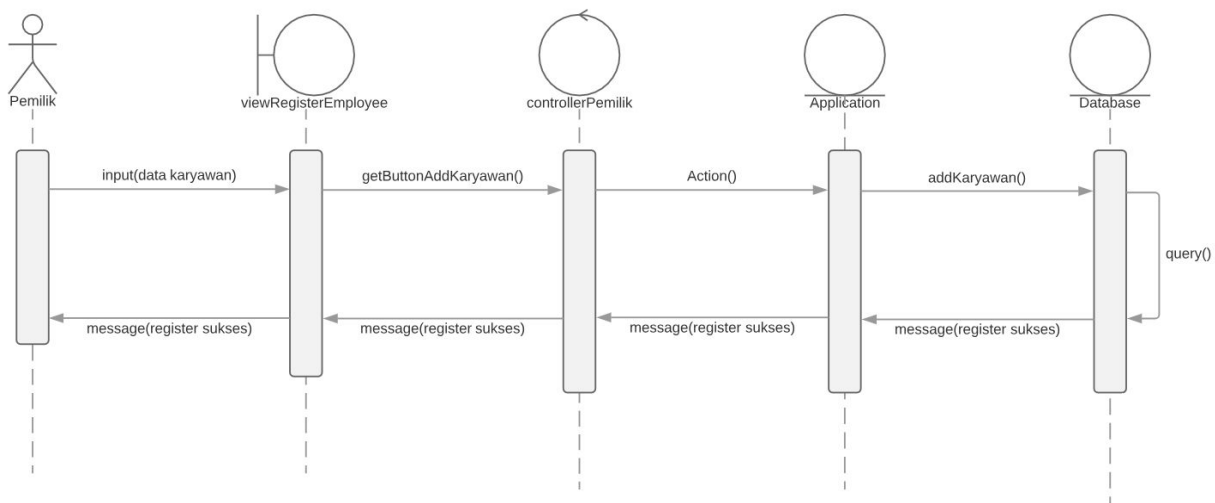 Pemilik
viewRegisterEmployee
controllerPemilik
Application
Database
input(data karyawan)
getButtonAddKaryawan()
Action()
addKaryawan()
query()
message(register sukses)
message(register sukses)
message(register sukses)
message(register sukses)